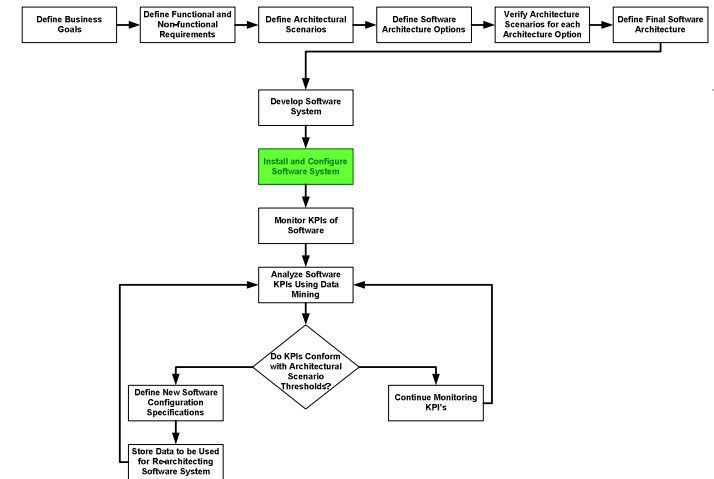 Define Business
Goals
Define Functional and
Non-functional
Requirements
Define Architectural
Scenarios
Define Software
Architecture Options
Verify Architecture
Scenarios for each
Architecture Option
Define Final Software
Architecture
Develop Software
System
Install and Configure
Software System
Monitor KPIs of
Software
Analyze Software
KPIs Using Data
Mining
Do KPIs Conform
with Architectural
Scenario
Thresholds?
Define New Software
Configuration
Specifications
Continue Monitoring
KPI's
Store Data to be Used
for Re-architecting
Software System